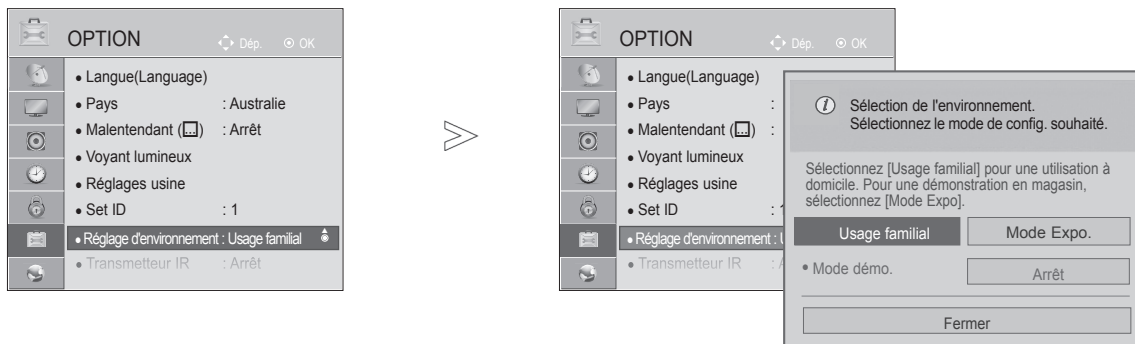 OPTION
Dép. OK
• Langue(Language)
• Pays : Australie
• Malentendant (...) : Arrêt
• Voyant lumineux
• Réglages usine
• Set ID : 1
• Réglage d'environnement : Usage familial
• Transmetteur IR : Arrêt
OPTION
Dép. OK
• Langue(Language)
• Pays :
• Malentendant (...) :
• Voyant lumineux
• Réglages usine
• Set ID : 1
• Réglage d'environnement : U
• Transmetteur IR : A
i Sélection de l'environnement.
Sélectionnez le mode de config. souhaité.
Sélectionnez [Usage familial] pour une utilisation à
domicile. Pour une démonstration en magasin,
sélectionnez [Mode Expo].
Usage familial Mode Expo.
• Mode démo. Arrêt
Fermer